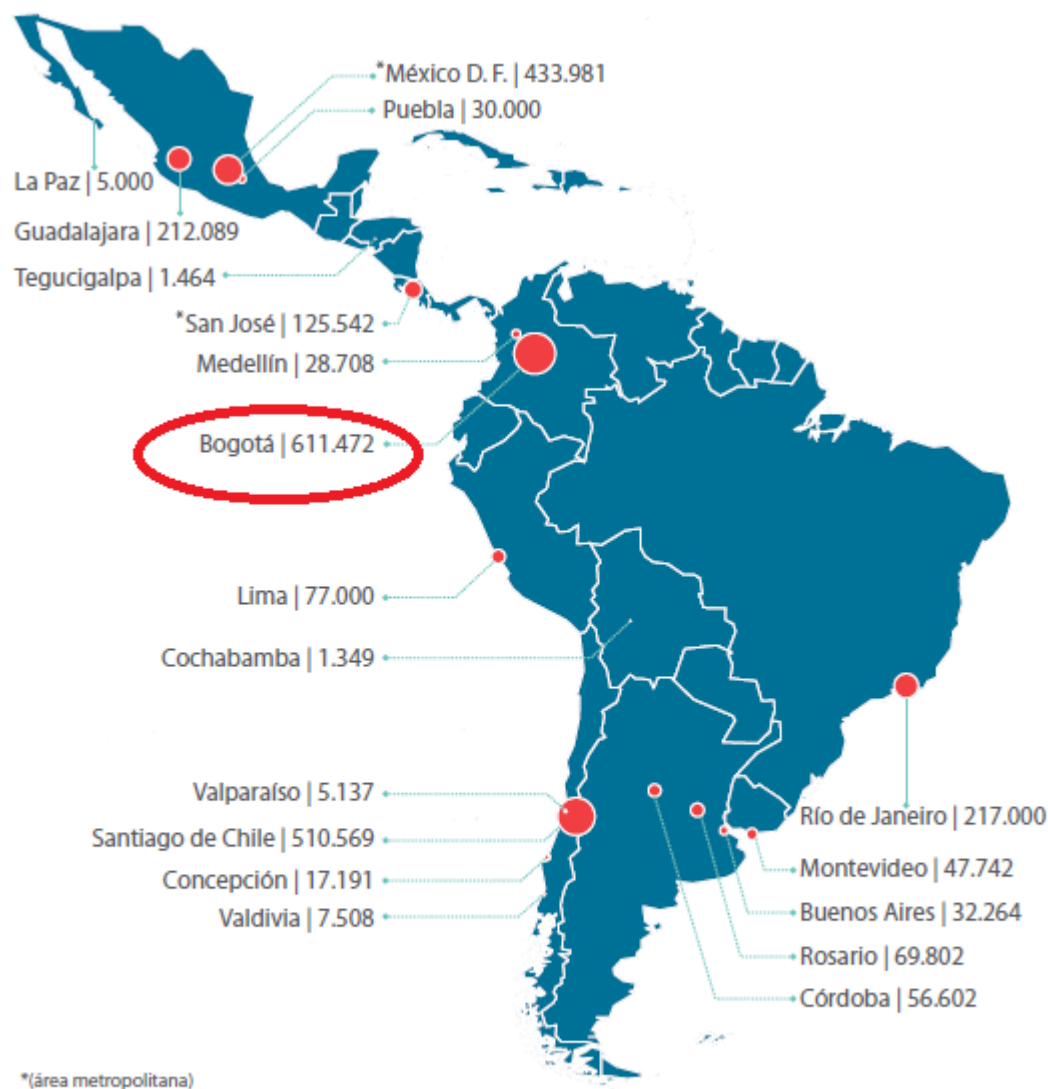 *México D. F. | 433.981
Puebla | 30.000
La Paz | 5.000
Guadalajara | 212.089
Tegucigalpa | 1.464
*San José | 125.542
Medellín | 28.708
Bogotá | 611.472
Lima | 77.000
Cochabamba | 1.349
Valparaíso | 5.137
Santiago de Chile | 510.569
Concepción | 17.191
Valdivia | 7.508
Río de Janeiro | 217.000
Montevideo | 47.742
Buenos Aires | 32.264
Rosario | 69.802
Córdoba | 56.602
*(área metropolitana)